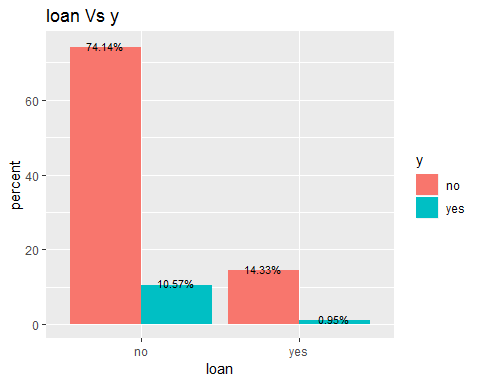 loan Vs y
74.14%
10.57%
14.33%
0.95%
60
40
20
0
percent
no
yes
loan
y
no
yes